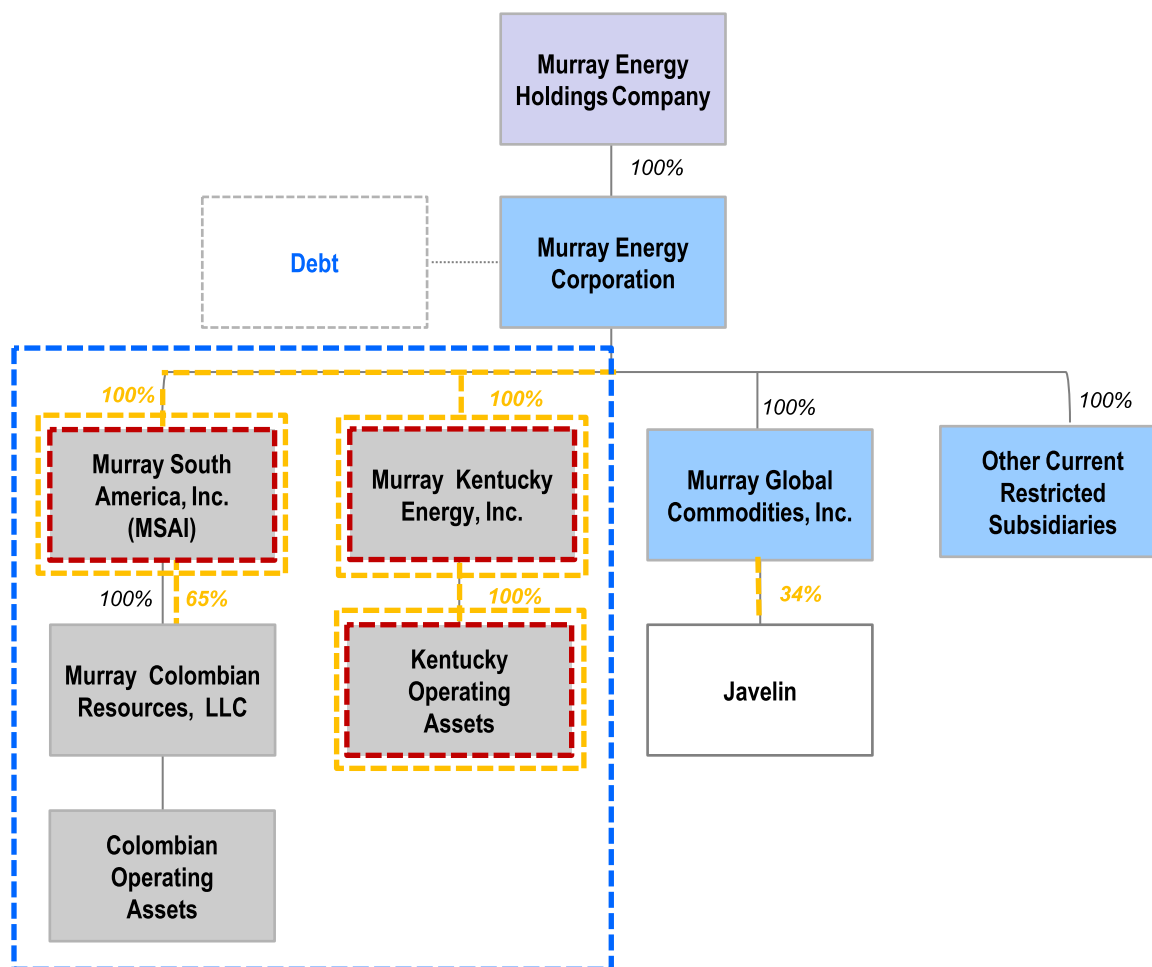 Murray Energy
Holdings Company
100%
Debt
Murray Energy
Corporation
100%
100%
100%
100%
Murray South
America, Inc.
(MSAI)
Murray Kentucky
Energy, Inc.
Murray Global
Commodities, Inc.
Other Current
Restricted
Subsidiaries
100%
65%
100%
34%
Murray Colombian
Resources, LLC
Kentucky
Operating
Assets
Javelin
Colombian
Operating
Assets